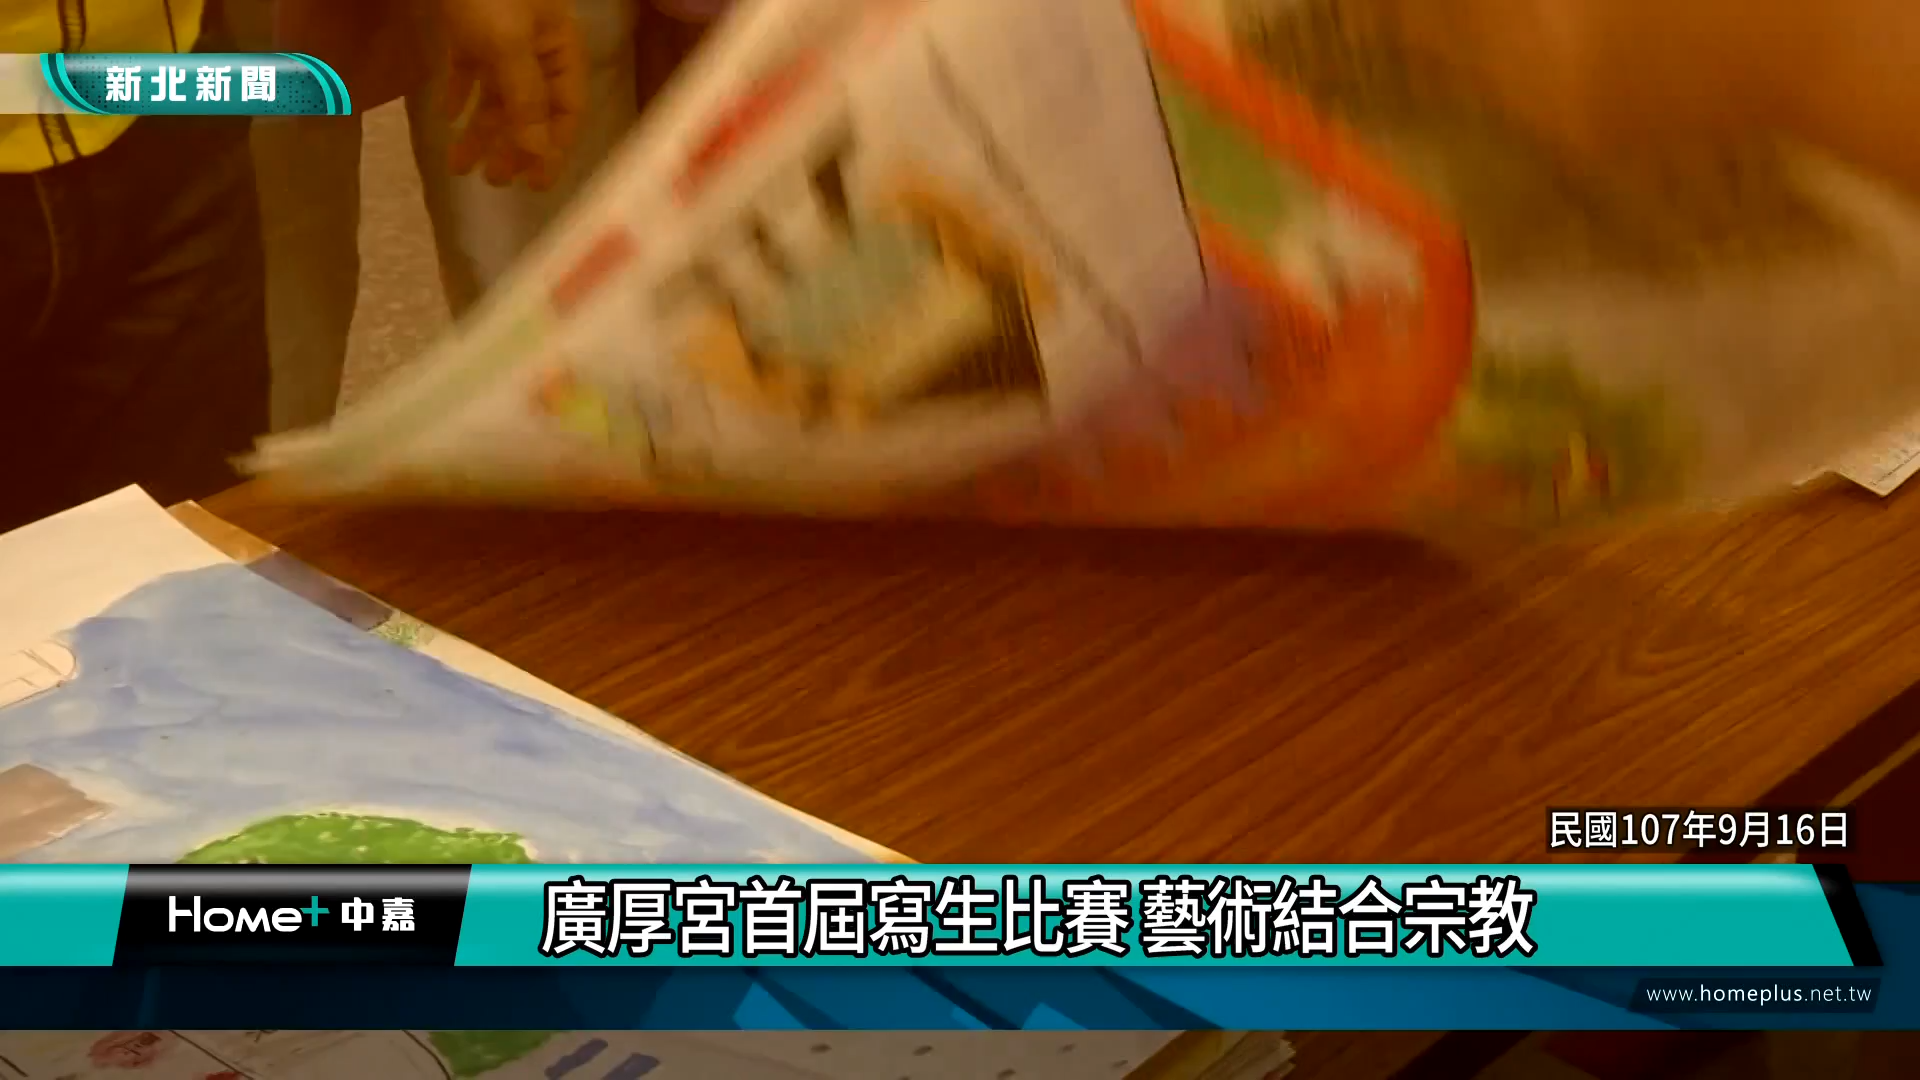 新北新聞
民國107年9月16日
Home+中嘉
廣厚宮首屆寫生比賽 藝術結合宗教
www.homeplus.net.tw